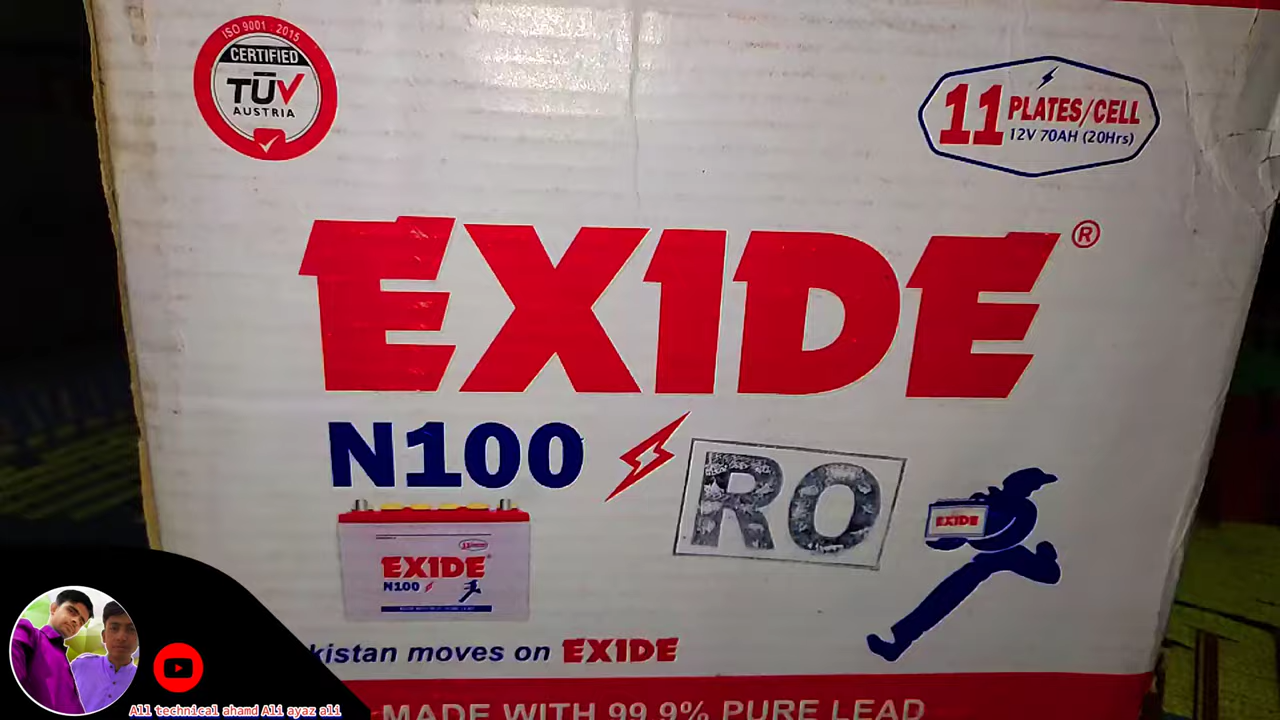 ISO 9001 : 2015
CERTIFIED
TÜV
AUSTRIA
11 PLATES/CELL
12V 70AH (20Hrs)
EXIDE®
N100
RO
EXIDE
EXIDE
N100
kistan moves on EXIDE
MADE WITH 99.9% PURE LEAD
All technical ahamd Ali ayaz ali